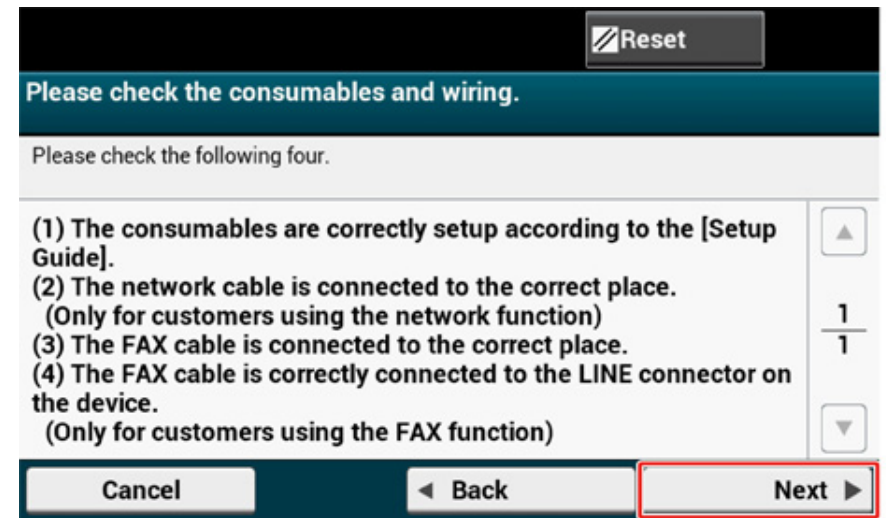 Reset
Please check the consumables and wiring.
Please check the following four.
(1) The consumables are correctly setup according to the [Setup
Guide].
(2) The network cable is connected to the correct place.
(Only for customers using the network function)
(3) The FAX cable is connected to the correct place.
(4) The FAX cable is correctly connected to the LINE connector on
the device.
(Only for customers using the FAX function)
1
1
Cancel
Back
Next